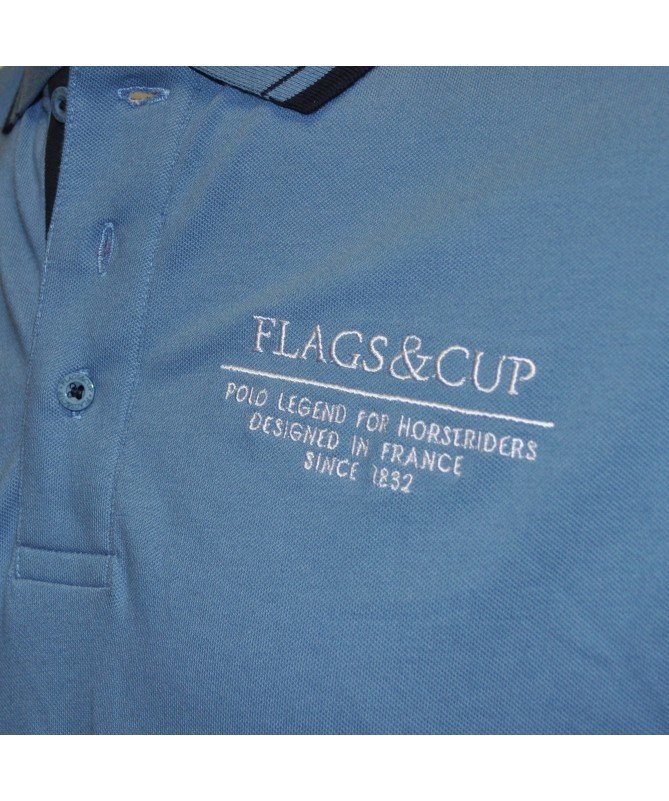 FLAGS&CUP
POLO LEGEND FOR HORSERIDERS
DESIGNED IN FRANCE
SINCE 1832